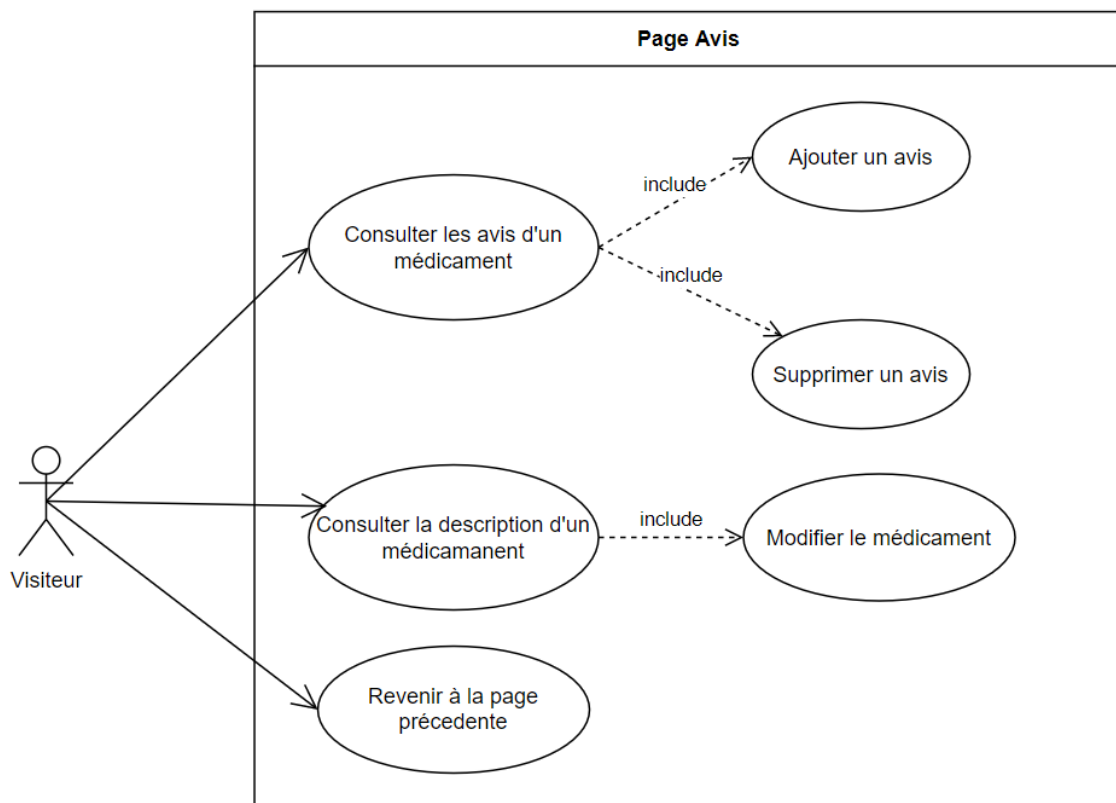 Page Avis
Ajouter un avis
include
Consulter les avis d'un
médicament
include
Supprimer un avis
Consulter la description d'un
médicamanent
include
Modifier le médicament
Visiteur
Revenir à la page
précedente